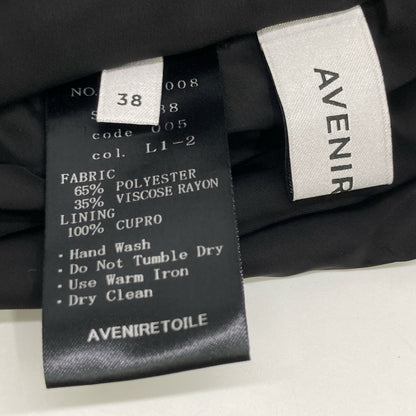 NO. 008
38
code 005
col. L1-2
FABRIC
65% POLYESTER
35% VISCOSE RAYON
LINING
100% CUPRO
・Hand Wash
・Do Not Tumble Dry
・Use Warm Iron
・Dry Clean
AVENIRETOILE
AVENIR